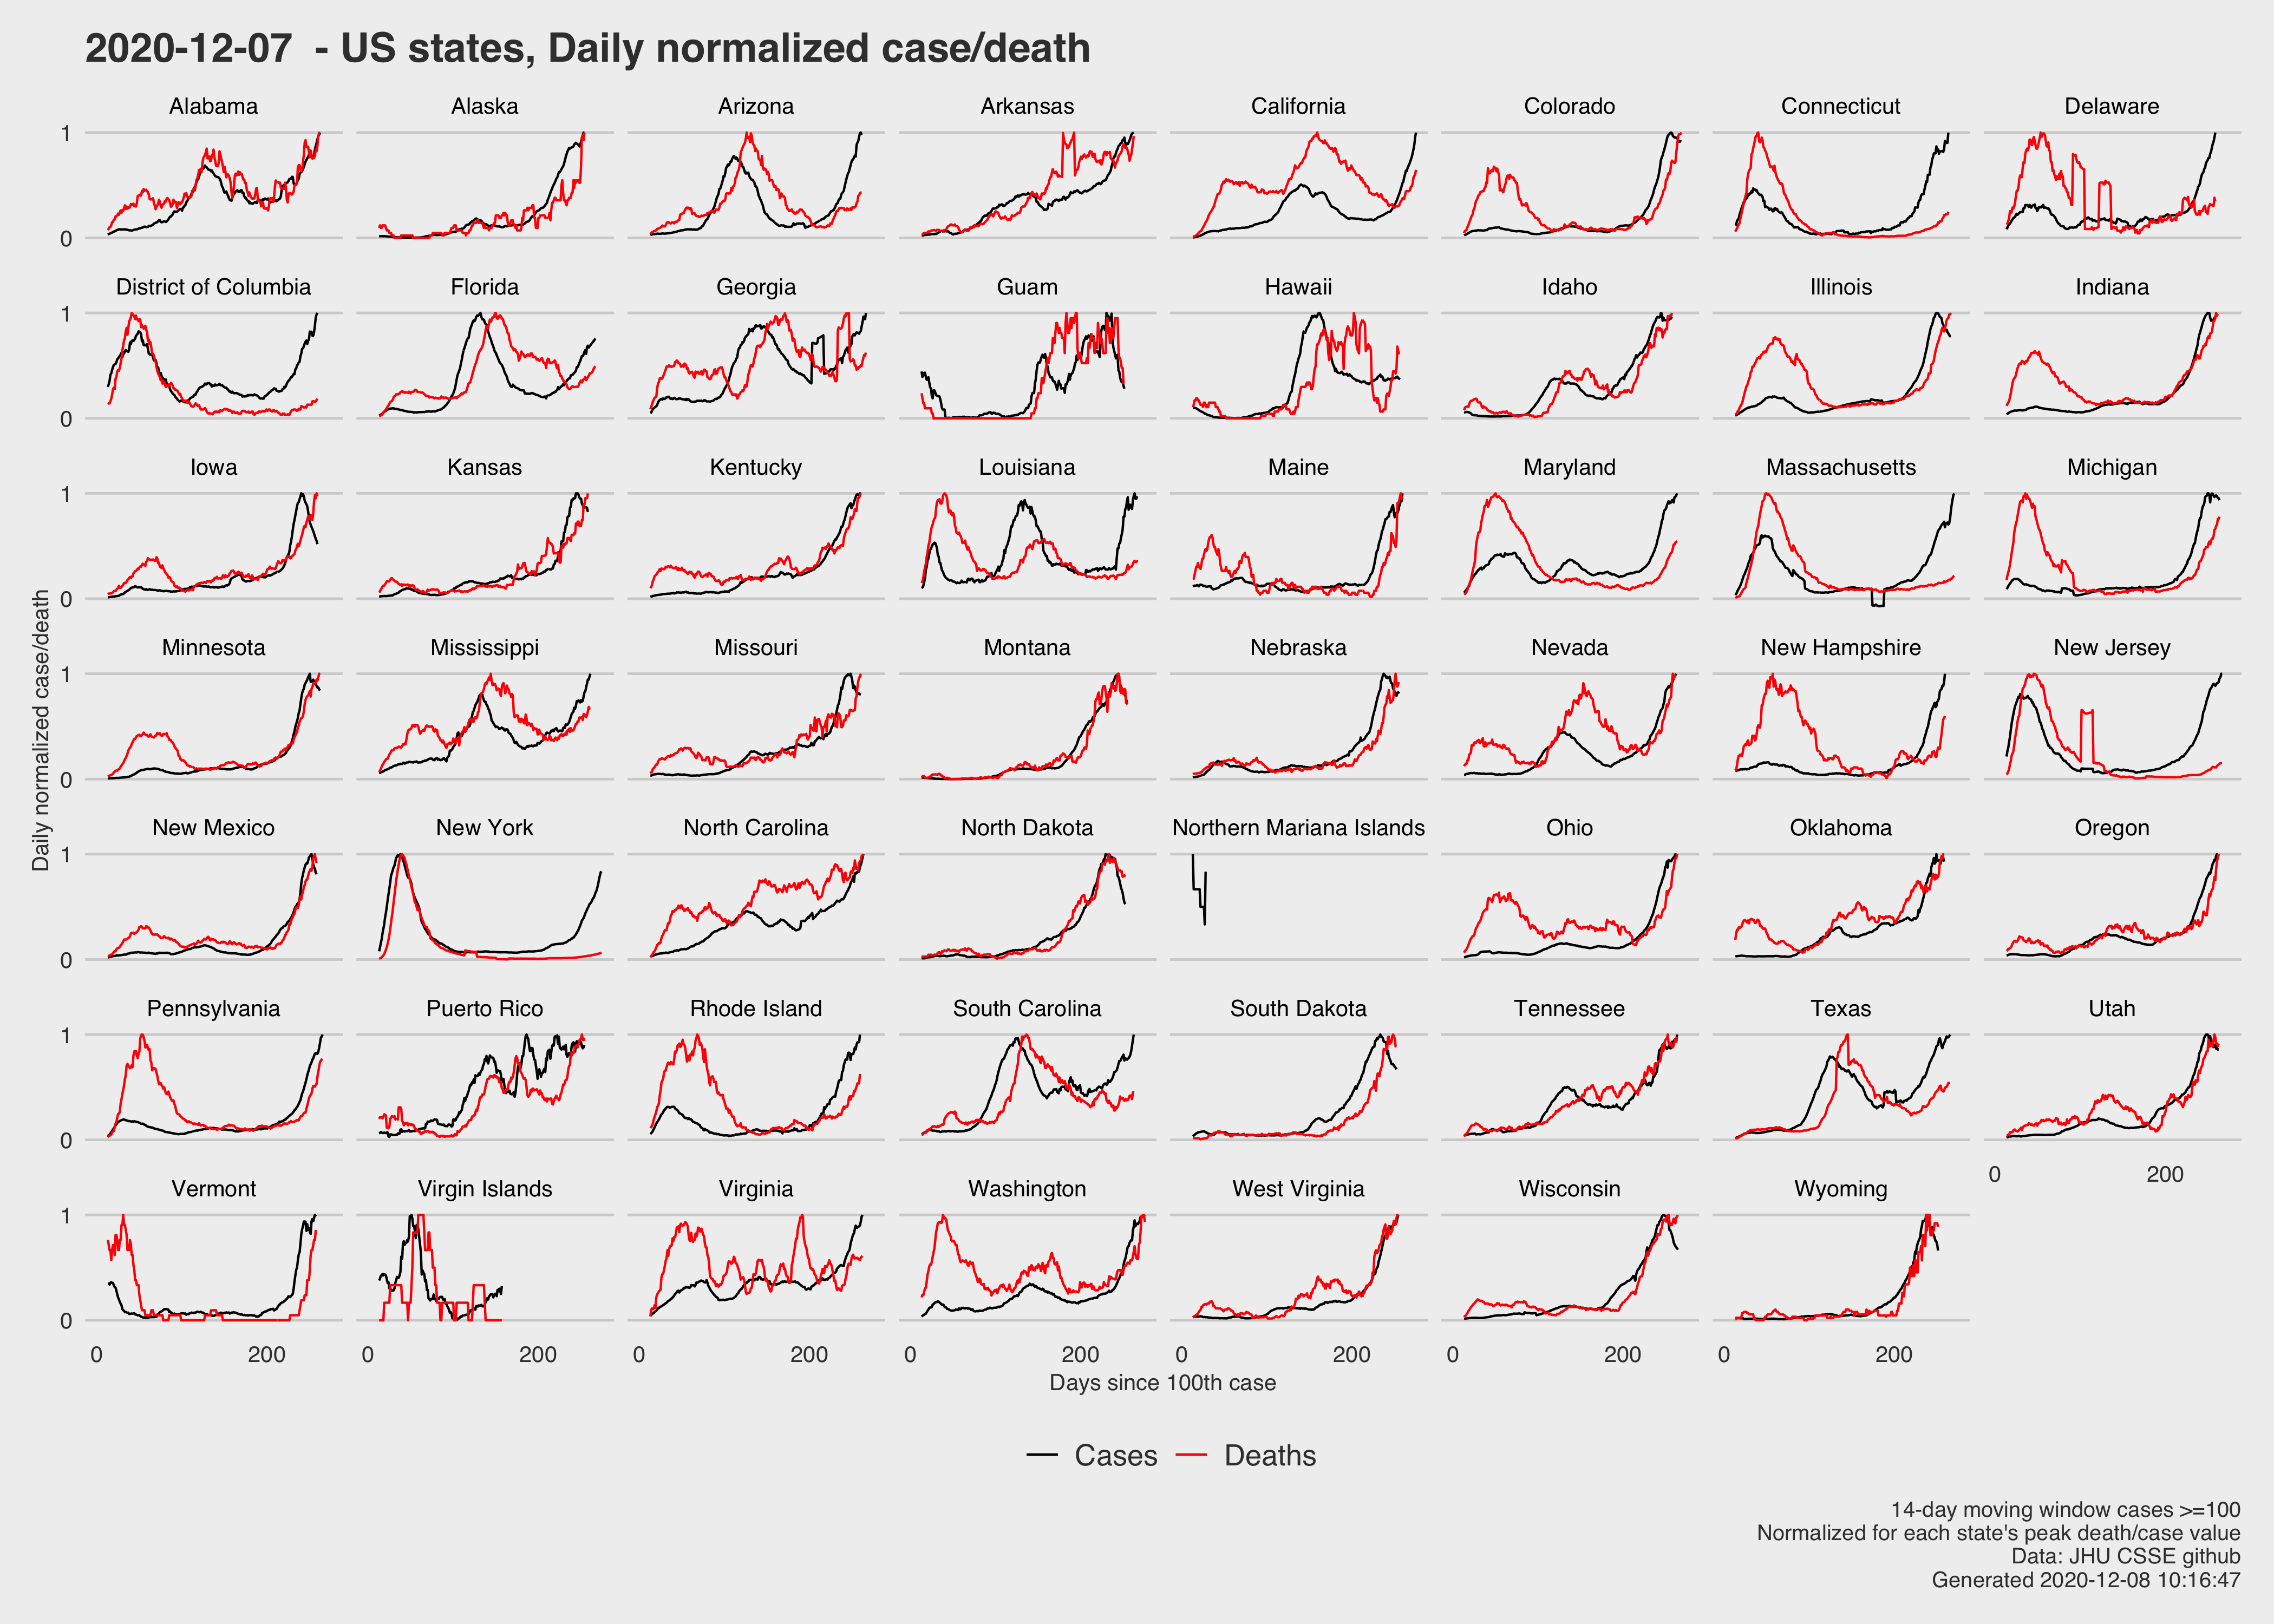 2020-12-07  - US states, Daily normalized case/death
Alabama Alaska Arizona Arkansas California Colorado Connecticut Delaware
1
0
District of Columbia Florida Georgia Guam Hawaii Idaho Illinois Indiana
1
0
Iowa Kansas Kentucky Louisiana Maine Maryland Massachusetts Michigan
1
0
Daily normalized case/death
Minnesota Mississippi Missouri Montana Nebraska Nevada New Hampshire New Jersey
1
0
New Mexico New York North Carolina North Dakota Northern Mariana Islands Ohio Oklahoma Oregon
1
0
Pennsylvania Puerto Rico Rhode Island South Carolina South Dakota Tennessee Texas Utah
1
0
0 200
Vermont Virgin Islands Virginia Washington West Virginia Wisconsin Wyoming
1
0
0 200 0 200 0 200 0 200 0 200 0 200 0 200
Days since 100th case
Cases Deaths
14-day moving window cases >=100
Normalized for each state's peak death/case value
Data: JHU CSSE github
Generated 2020-12-08 10:16:47